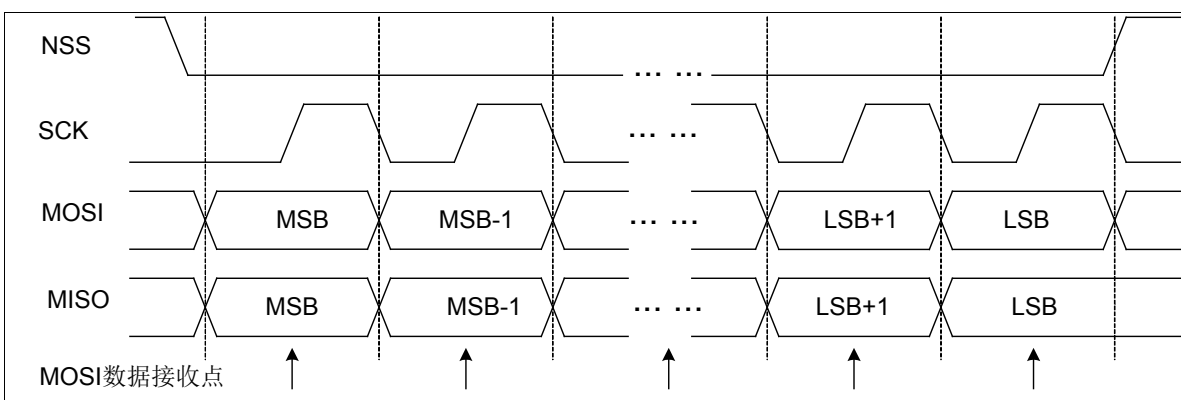 NSS
... ...
SCK
... ...
MOSI
MSB
MSB-1
... ...
LSB+1
LSB
MISO
MSB
MSB-1
... ...
LSB+1
LSB
MOSI数据接收点